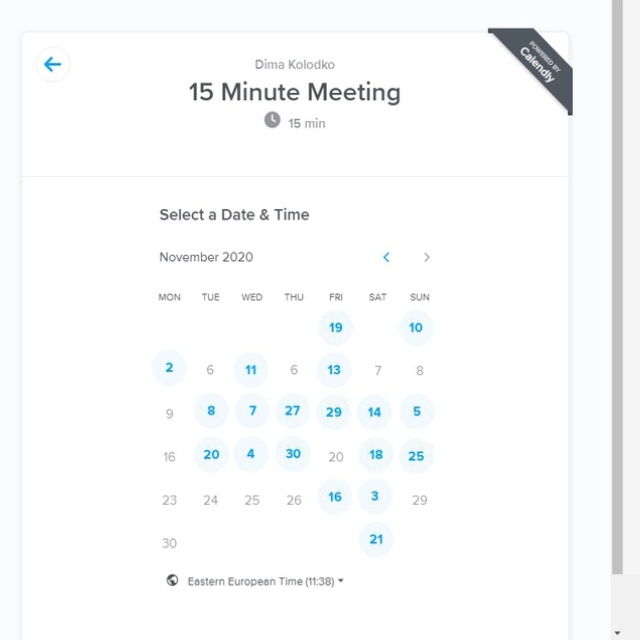 POWERED BY
Calendly
Dima Kolodko
15 Minute Meeting
15 min
Select a Date & Time
November 2020
MON TUE WED THU FRI SAT SUN
19 10
2 6 11 6 13 7 8
9 8 7 27 29 14 5
16 20 4 30 20 18 25
23 24 25 26 16 3 29
30 21
Eastern European Time (11:38)